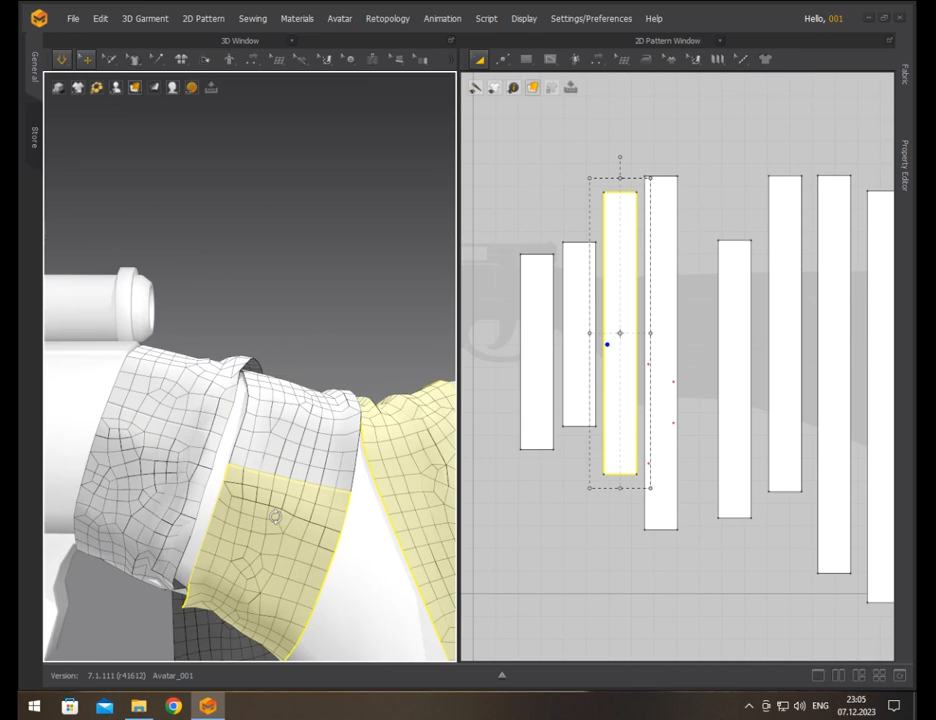 File Edit 3D Garment 2D Pattern Sewing Materials Avatar Retopology Animation Script Display Settings/Preferences Help Hello, 001
3D Window
2D Pattern Window
General
Store
Fabric
Property Editor
Version: 7.1.111 (r41612) Avatar_001
ENG
23:05
07.12.2023